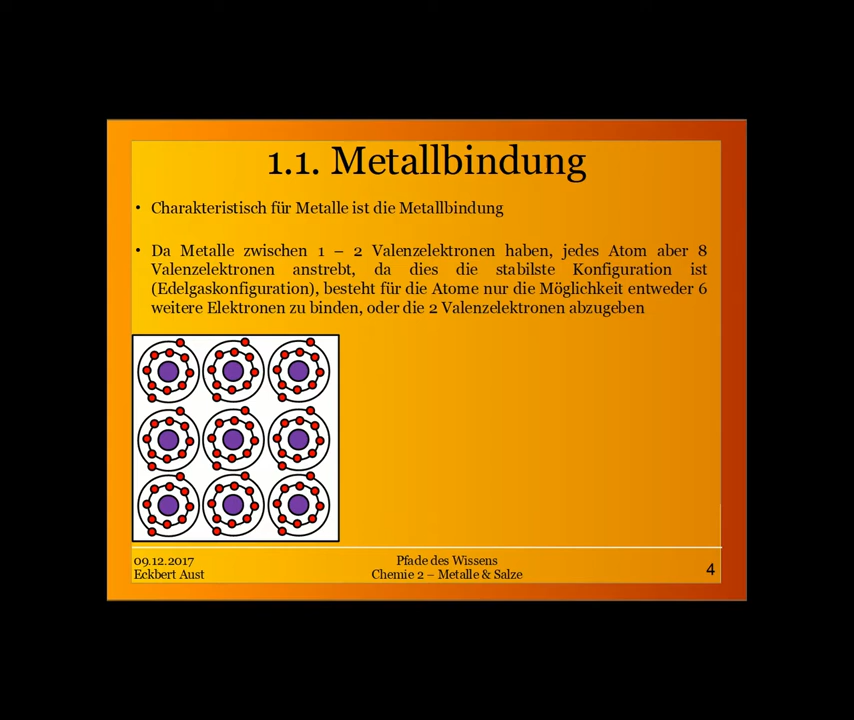 1.1. Metallbindung
• Charakteristisch für Metalle ist die Metallbindung
• Da Metalle zwischen 1 – 2 Valenzelektronen haben, jedes Atom aber 8
Valenzelektronen anstrebt, da dies die stabilste Konfiguration ist
(Edelgaskonfiguration), besteht für die Atome nur die Möglichkeit entweder 6
weitere Elektronen zu binden, oder die 2 Valenzelektronen abzugeben
09.12.2017
Eckbert Aust
Pfade des Wissens
Chemie 2 – Metalle & Salze
4